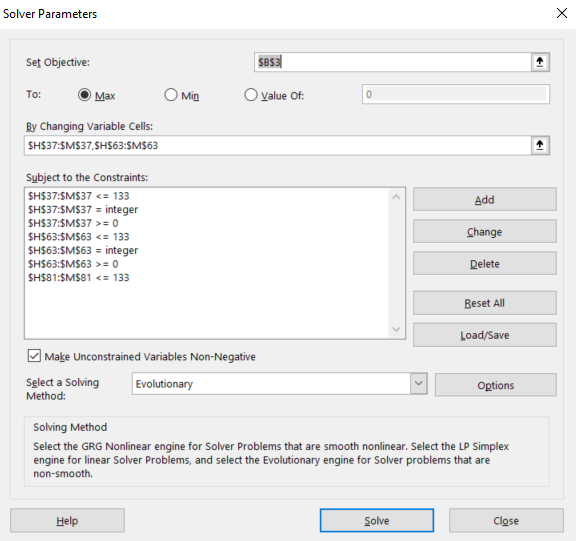 Solver Parameters
Set Objective:
$B$3
To:
Max
Min
Value Of:
0
By Changing Variable Cells:
$H$37:$M$37,$H$63:$M$63
Subject to the Constraints:
$H$37:$M$37 <= 133
$H$37:$M$37 = integer
$H$37:$M$37 >= 0
$H$63:$M$63 <= 133
$H$63:$M$63 = integer
$H$63:$M$63 >= 0
$H$81:$M$81 <= 133
Add
Change
Delete
Reset All
Load/Save
Make Unconstrained Variables Non-Negative
Select a Solving
Method:
Evolutionary
Options
Solving Method
Select the GRG Nonlinear engine for Solver Problems that are smooth nonlinear. Select the LP Simplex
engine for linear Solver Problems, and select the Evolutionary engine for Solver problems that are
non-smooth.
Help
Solve
Close